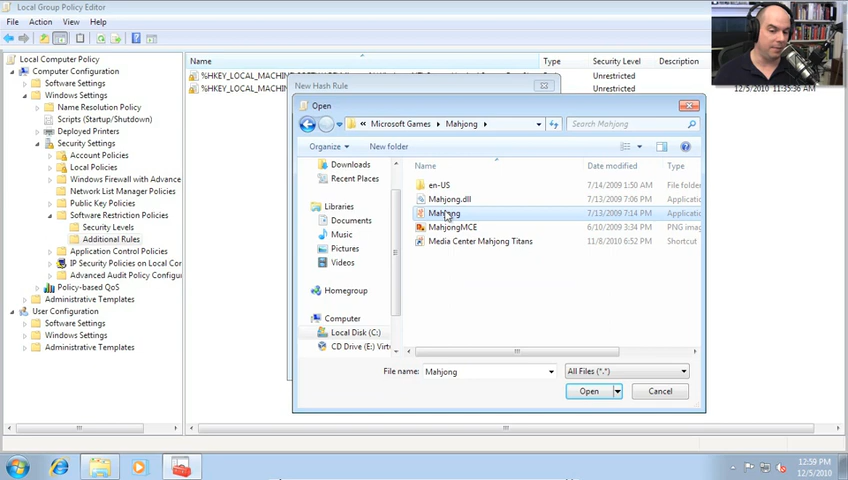 Local Group Policy Editor
File Action View Help
Local Computer Policy
Computer Configuration
Software Settings
Windows Settings
Name Resolution Policy
Scripts (Startup/Shutdown)
Deployed Printers
Security Settings
Account Policies
Local Policies
Windows Firewall with Advance
Network List Manager Policies
Public Key Policies
Software Restriction Policies
Security Levels
Additional Rules
Application Control Policies
IP Security Policies on Local Cor
Advanced Audit Policy Configur
Policy-based QoS
Administrative Templates
User Configuration
Software Settings
Windows Settings
Administrative Templates
Name Type Security Level Description
%HKEY_LOCAL_MACHIN Unrestricted
%HKEY_LOCAL_MACHIN Unrestricted 12/5/2010 11:35:36 AM
New Hash Rule
Open
« Microsoft Games Mahjong Search Mahjong
Organize New folder
Downloads
Recent Places
Libraries
Documents
Music
Pictures
Videos
Homegroup
Computer
Local Disk (C:)
CD Drive (E:) Virtu
Name Date modified Type
en-US 7/14/2009 1:50 AM File folder
Mahjong.dll 7/13/2009 7:06 PM Applicatio
Mahjong 7/13/2009 7:14 PM Applicatio
MahjongMCE 6/10/2009 3:34 PM PNG imag
Media Center Mahjong Titans 11/8/2010 6:52 PM Shortcut
File name: Mahjong All Files (*.*)
Open Cancel
12:59 PM
12/5/2010